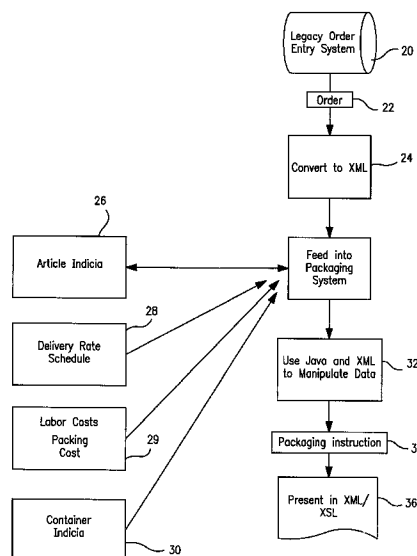 Legacy Order
Entry System
20
Order
22
Convert to XML
24
26
Article Indicia
Feed into
Packaging
System
28
Delivery Rate
Schedule
Use Java and XML
to Manipulate Data
32
Labor Costs
Packing
Cost
29
Packaging instruction
Present in XML/
XSL
36
Container
Indicia
30